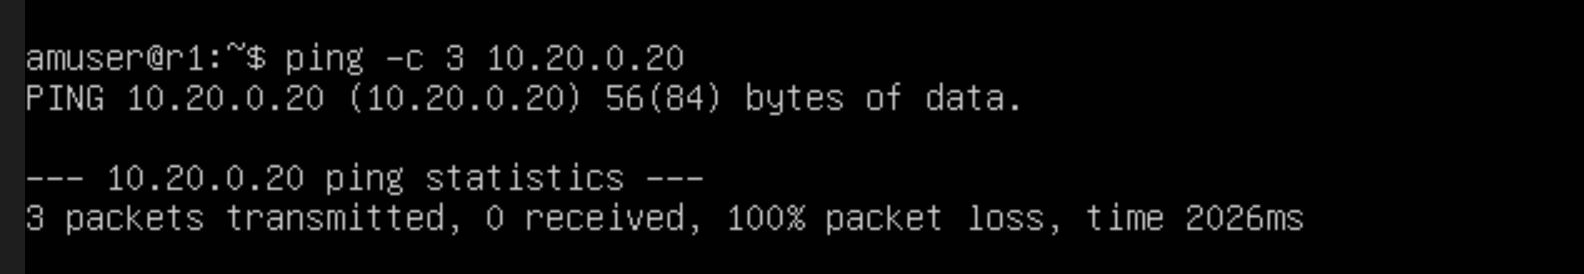 amuser@r1:~$ ping -c 3 10.20.0.20
PING 10.20.0.20 (10.20.0.20) 56(84) bytes of data.

--- 10.20.0.20 ping statistics ---
3 packets transmitted, 0 received, 100% packet loss, time 2026ms